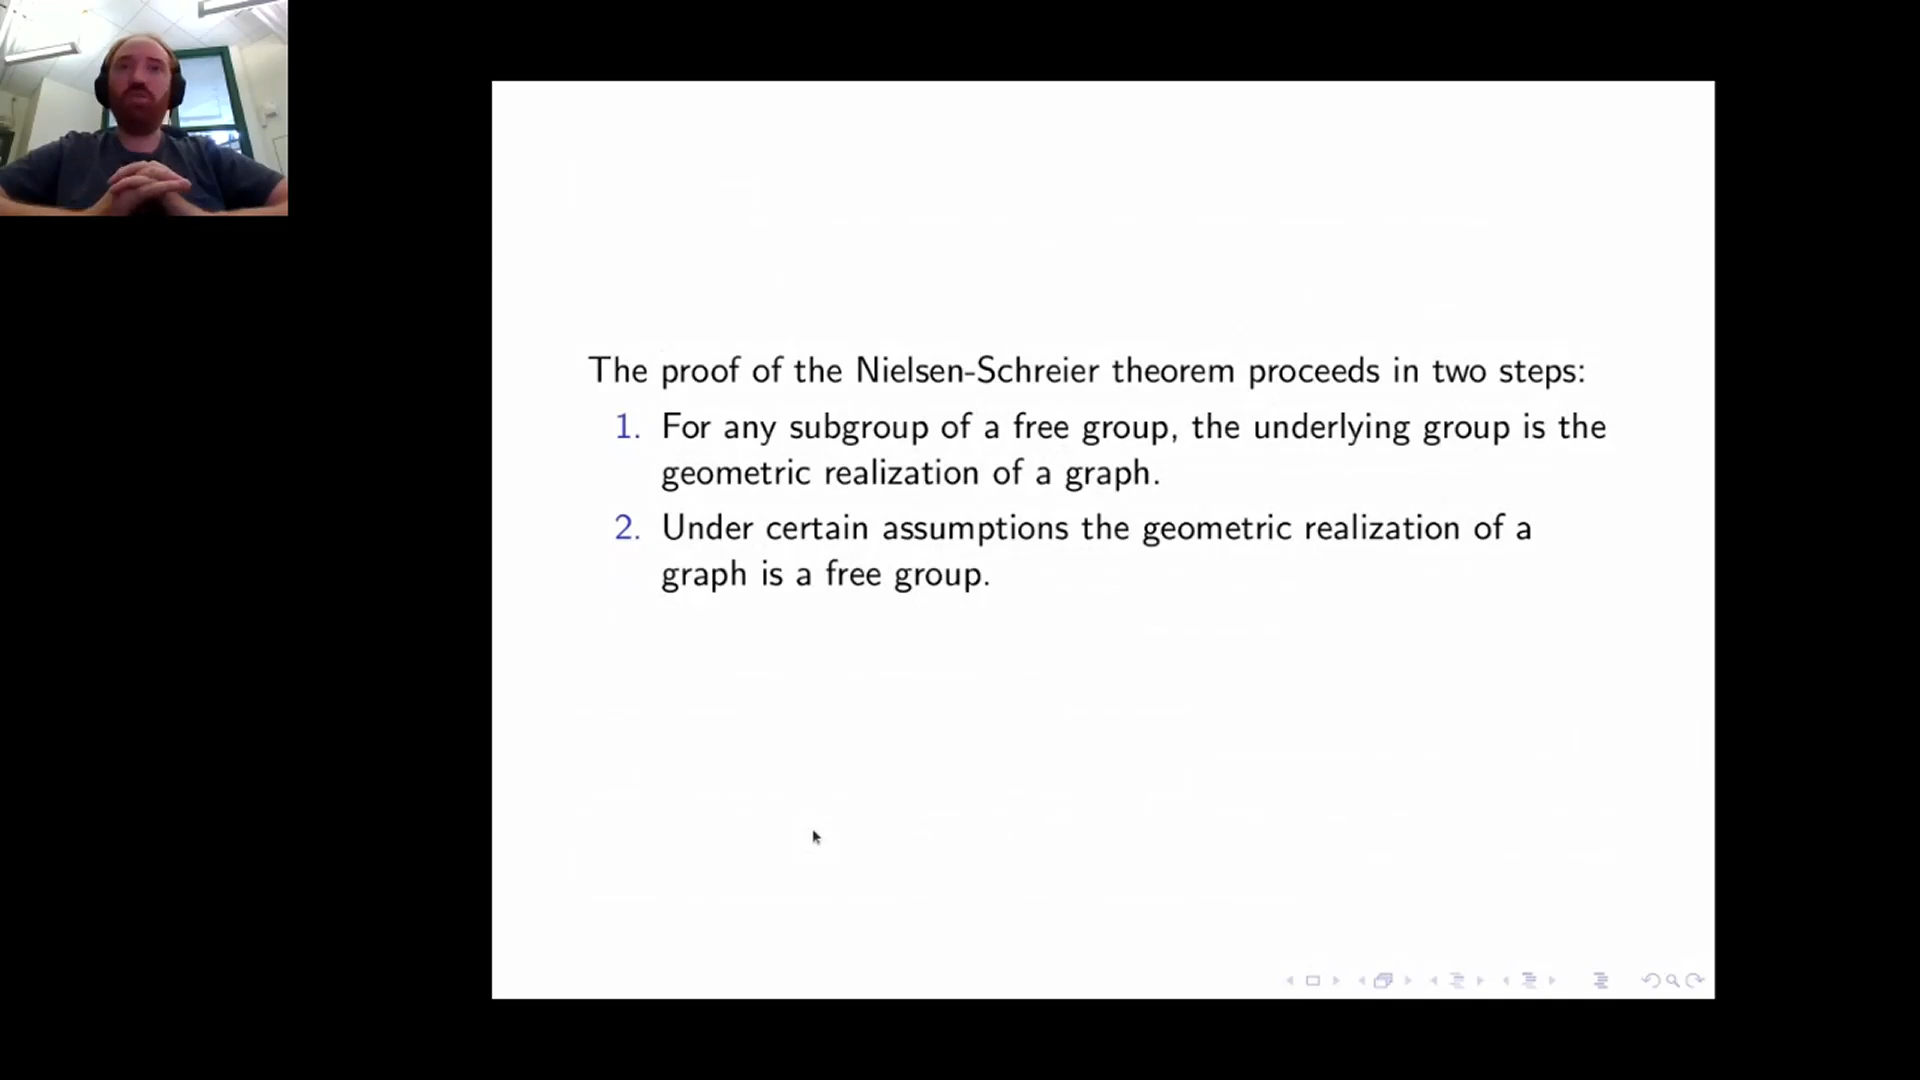 The proof of the Nielsen-Schreier theorem proceeds in two steps:
1. For any subgroup of a free group, the underlying group is the
geometric realization of a graph.
2. Under certain assumptions the geometric realization of a
graph is a free group.